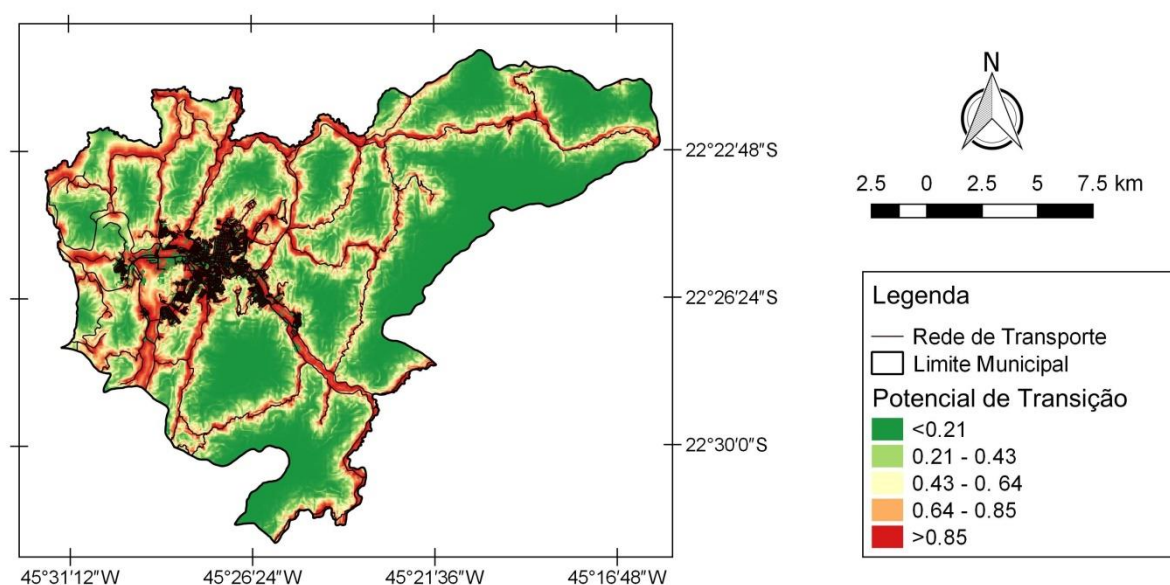 N
22°22'48"S
2.5 0 2.5 5 7.5 km
22°26'24"S
Legenda
Rede de Transporte
Limite Municipal
Potencial de Transição
<0.21
0.21 - 0.43
0.43 - 0. 64
0.64 - 0.85
>0.85
22°30'0"S
45°31'12"W 45°26'24"W 45°21'36"W 45°16'48"W